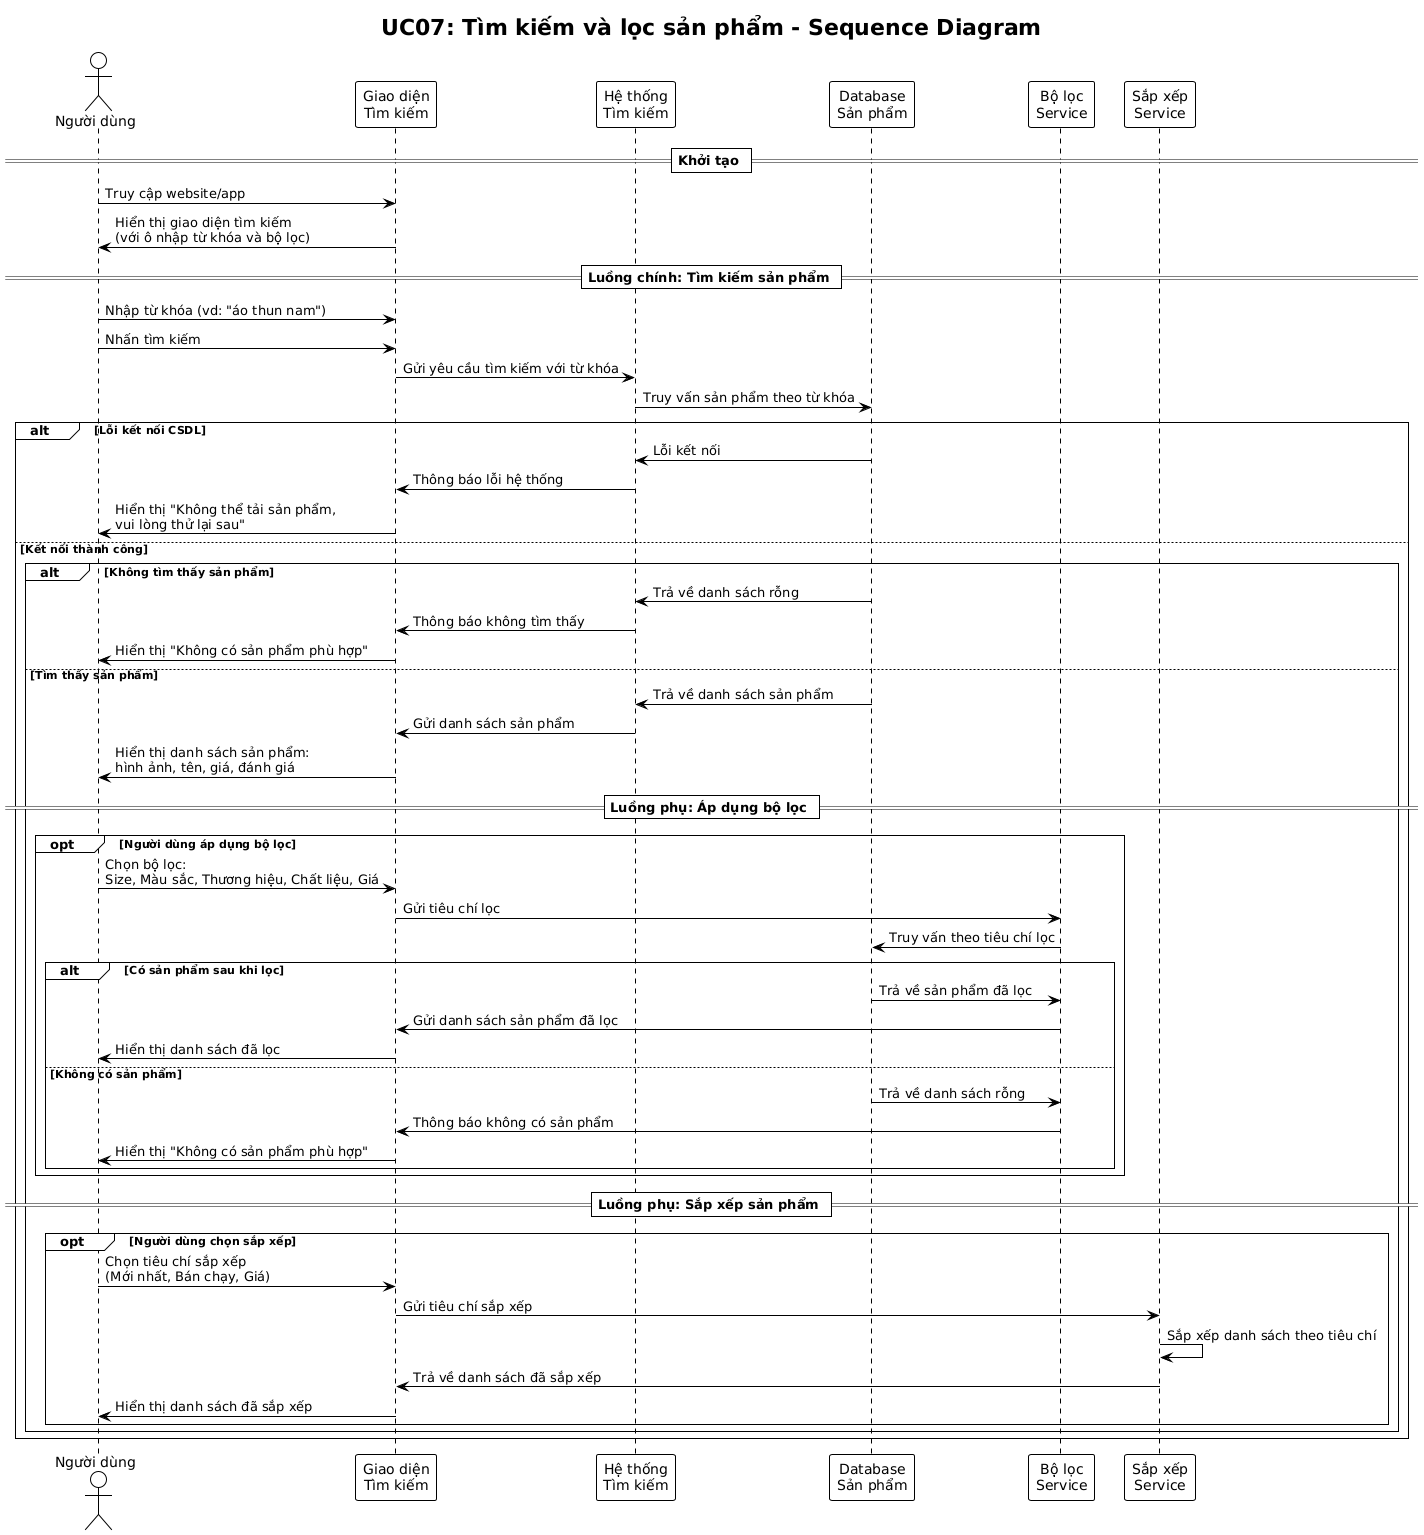 UC07: Tìm kiếm và lọc sản phẩm - Sequence Diagram
Người dùng
Giao diện
Tìm kiếm
Hệ thống
Tìm kiếm
Database
Sản phẩm
Bộ lọc
Service
Sắp xếp
Service
Khởi tạo
Truy cập website/app
Hiển thị giao diện tìm kiếm
(với ô nhập từ khóa và bộ lọc)
Luồng chính: Tìm kiếm sản phẩm
Nhập từ khóa (vd: "áo thun nam")
Nhấn tìm kiếm
Gửi yêu cầu tìm kiếm với từ khóa
Truy vấn sản phẩm theo từ khóa
alt [Lỗi kết nối CSDL]
Lỗi kết nối
Thông báo lỗi hệ thống
Hiển thị "Không thể tải sản phẩm,
vui lòng thử lại sau"
[Kết nối thành công]
alt [Không tìm thấy sản phẩm]
Trả về danh sách rỗng
Thông báo không tìm thấy
Hiển thị "Không có sản phẩm phù hợp"
[Tìm thấy sản phẩm]
Trả về danh sách sản phẩm
Gửi danh sách sản phẩm
Hiển thị danh sách sản phẩm:
hình ảnh, tên, giá, đánh giá
Luồng phụ: Áp dụng bộ lọc
opt [Người dùng áp dụng bộ lọc]
Chọn bộ lọc:
Size, Màu sắc, Thương hiệu, Chất liệu, Giá
Gửi tiêu chí lọc
Truy vấn theo tiêu chí lọc
alt [Có sản phẩm sau khi lọc]
Trả về sản phẩm đã lọc
Gửi danh sách sản phẩm đã lọc
Hiển thị danh sách đã lọc
[Không có sản phẩm]
Trả về danh sách rỗng
Thông báo không có sản phẩm
Hiển thị "Không có sản phẩm phù hợp"
Luồng phụ: Sắp xếp sản phẩm
opt [Người dùng chọn sắp xếp]
Chọn tiêu chí sắp xếp
(Mới nhất, Bán chạy, Giá)
Gửi tiêu chí sắp xếp
Sắp xếp danh sách theo tiêu chí
Trả về danh sách đã sắp xếp
Hiển thị danh sách đã sắp xếp
Người dùng
Giao diện
Tìm kiếm
Hệ thống
Tìm kiếm
Database
Sản phẩm
Bộ lọc
Service
Sắp xếp
Service